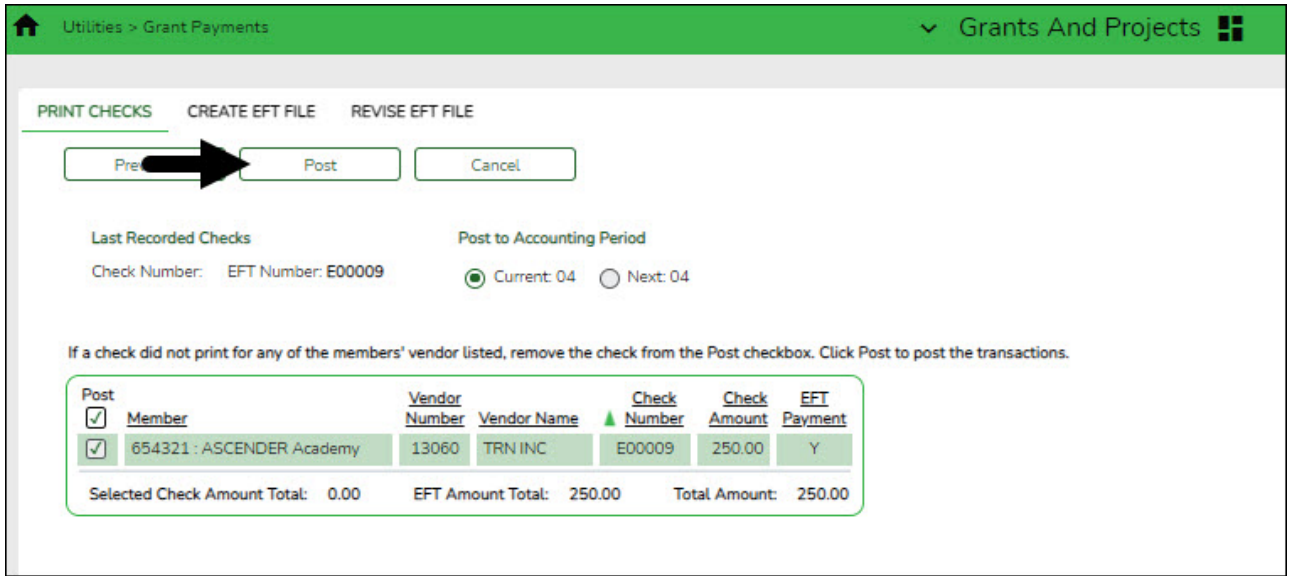 Utilities > Grant Payments
Grants And Projects
PRINT CHECKS CREATE EFT FILE REVISE EFT FILE
Post Cancel
Last Recorded Checks Post to Accounting Period
Check Number: EFT Number: E00009 Current: 04 Next: 04
If a check did not print for any of the members' vendor listed, remove the check from the Post checkbox. Click Post to post the transactions.
Post Vendor Check Check EFT
Member Number Vendor Name Number Amount Payment
654321 : ASCENDER Academy 13060 TRN INC E00009 250.00 Y
Selected Check Amount Total: 0.00 EFT Amount Total: 250.00 Total Amount: 250.00